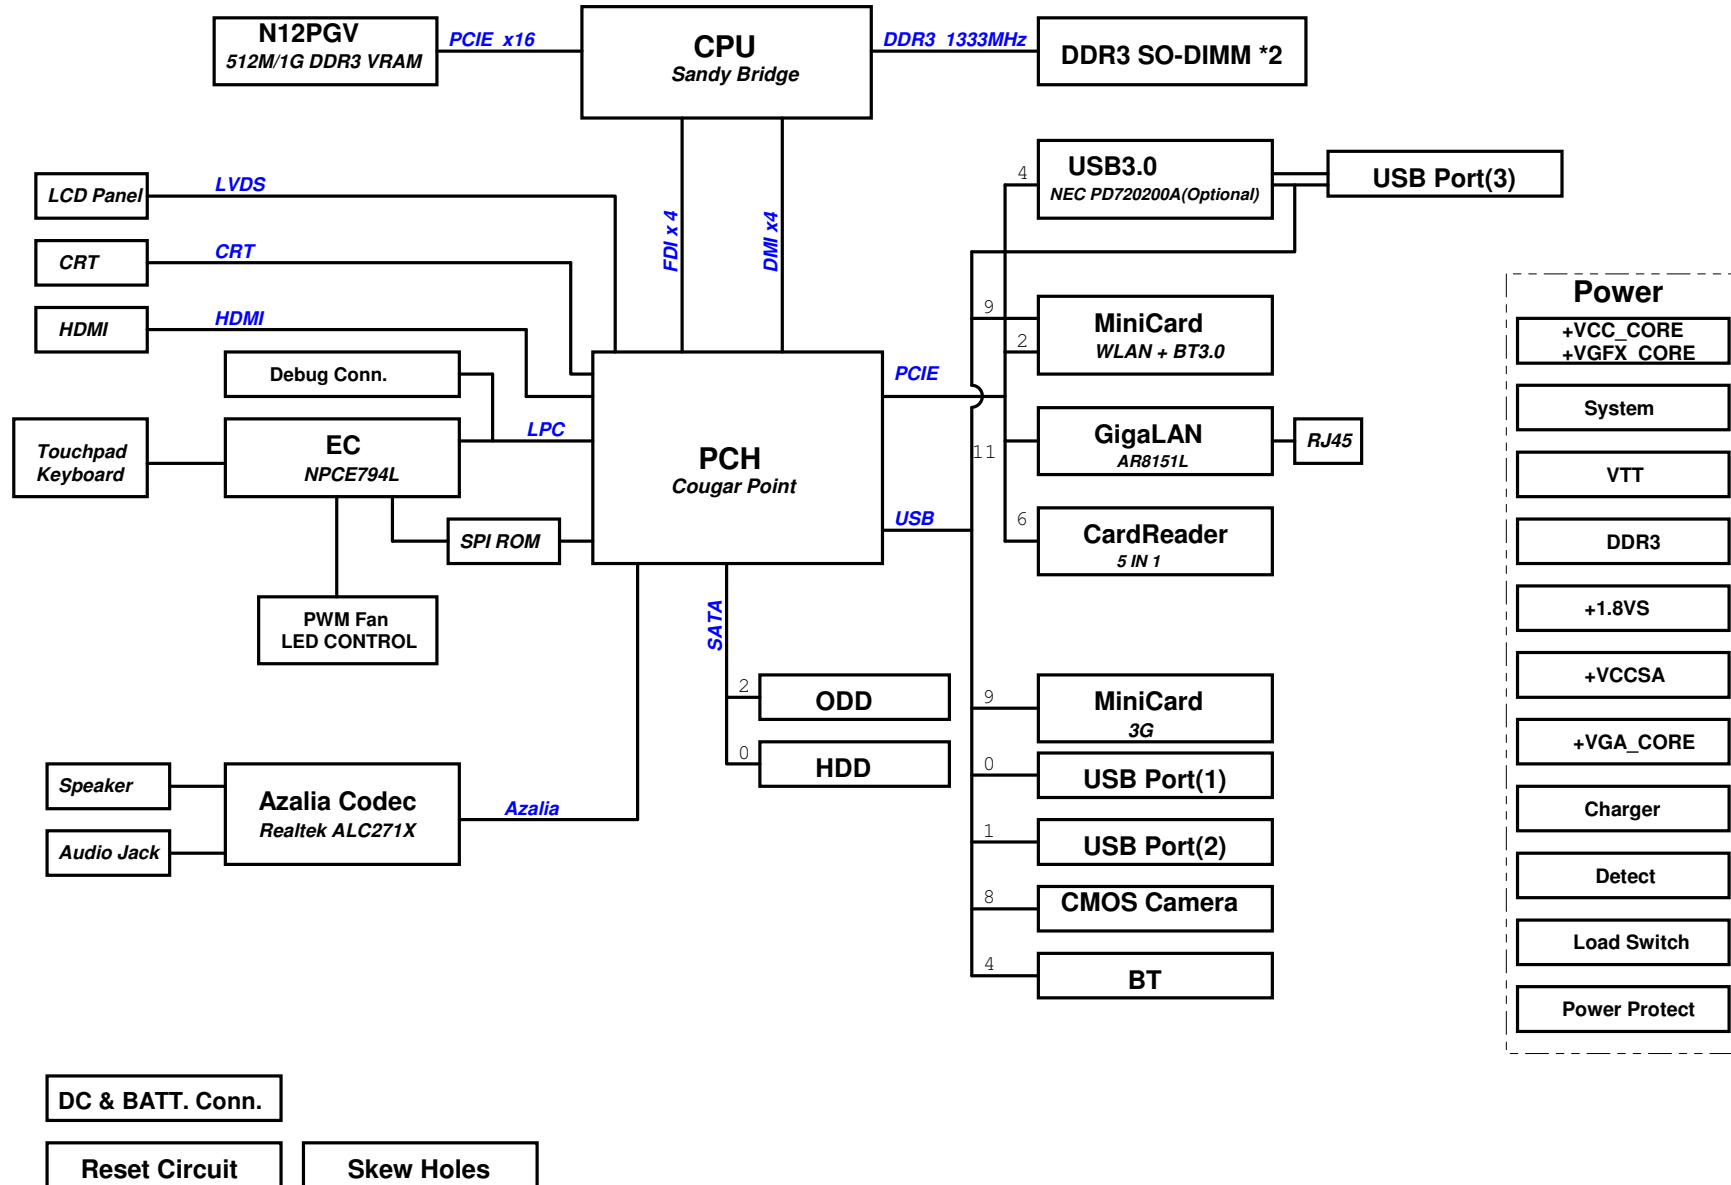 N12PGV
512M/1G DDR3 VRAM
PCIE x16
CPU
Sandy Bridge
DDR3 1333MHz
DDR3 SO-DIMM *2
LCD Panel
LVDS
CRT
CRT
HDMI
HDMI
FDI x 4
DMI x4
4
USB3.0
NEC PD720200A(Optional)
USB Port(3)
9
2
MiniCard
WLAN + BT3.0
Debug Conn.
Touchpad
Keyboard
EC
NPCE794L
LPC
PCH
Cougar Point
PCIE
11
GigaLAN
AR8151L
RJ45
USB
SPI ROM
6
CardReader
5 IN 1
PWM Fan
LED CONTROL
SATA
2
ODD
0
HDD
9
MiniCard
3G
0
USB Port(1)
1
USB Port(2)
8
CMOS Camera
4
BT
Speaker
Audio Jack
Azalia Codec
Realtek ALC271X
Azalia
Power
+VCC_CORE
+VGFX_CORE
System
VTT
DDR3
+1.8VS
+VCCSA
+VGA_CORE
Charger
Detect
Load Switch
Power Protect
DC & BATT. Conn.
Reset Circuit
Skew Holes